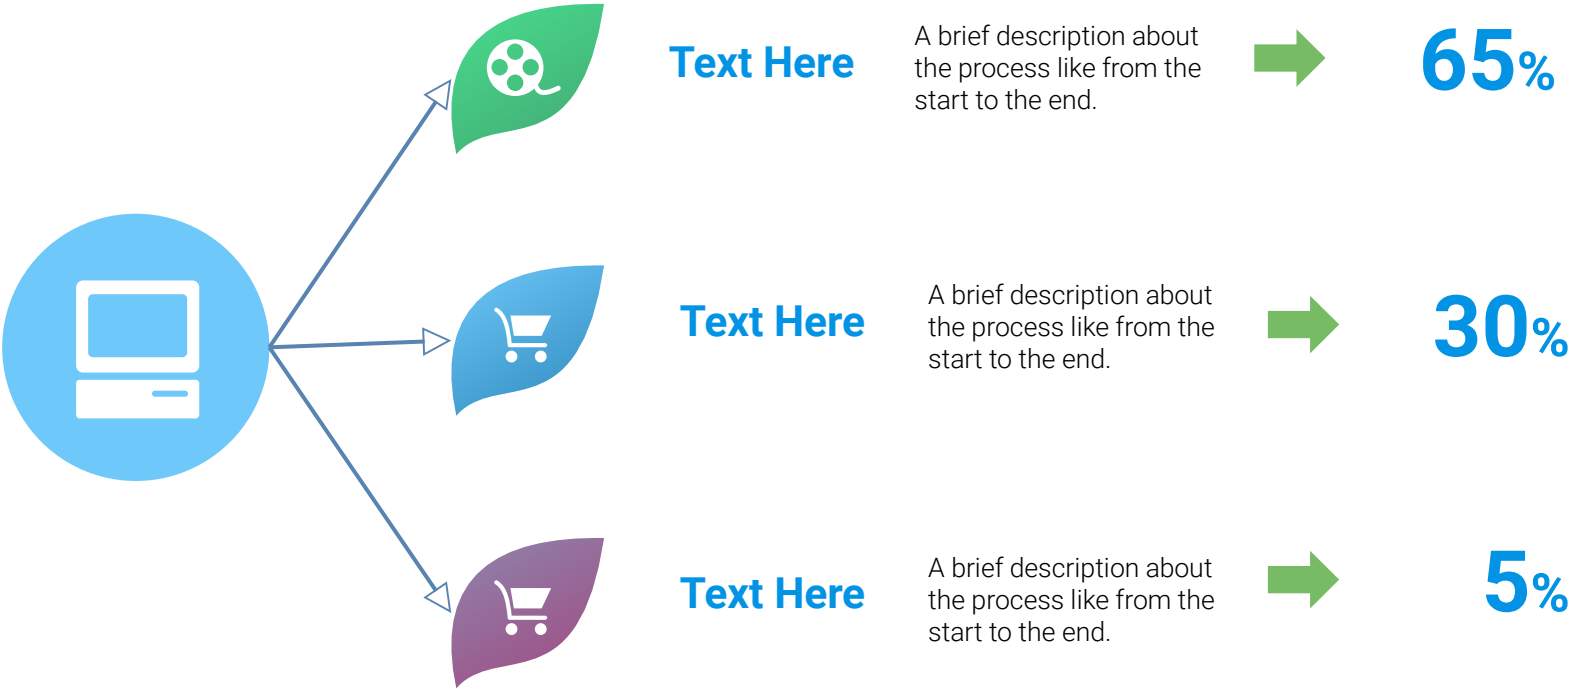 Text Here
A brief description about
the process like from the
start to the end.
65%
Text Here
A brief description about
the process like from the
start to the end.
30%
Text Here
A brief description about
the process like from the
start to the end.
5%